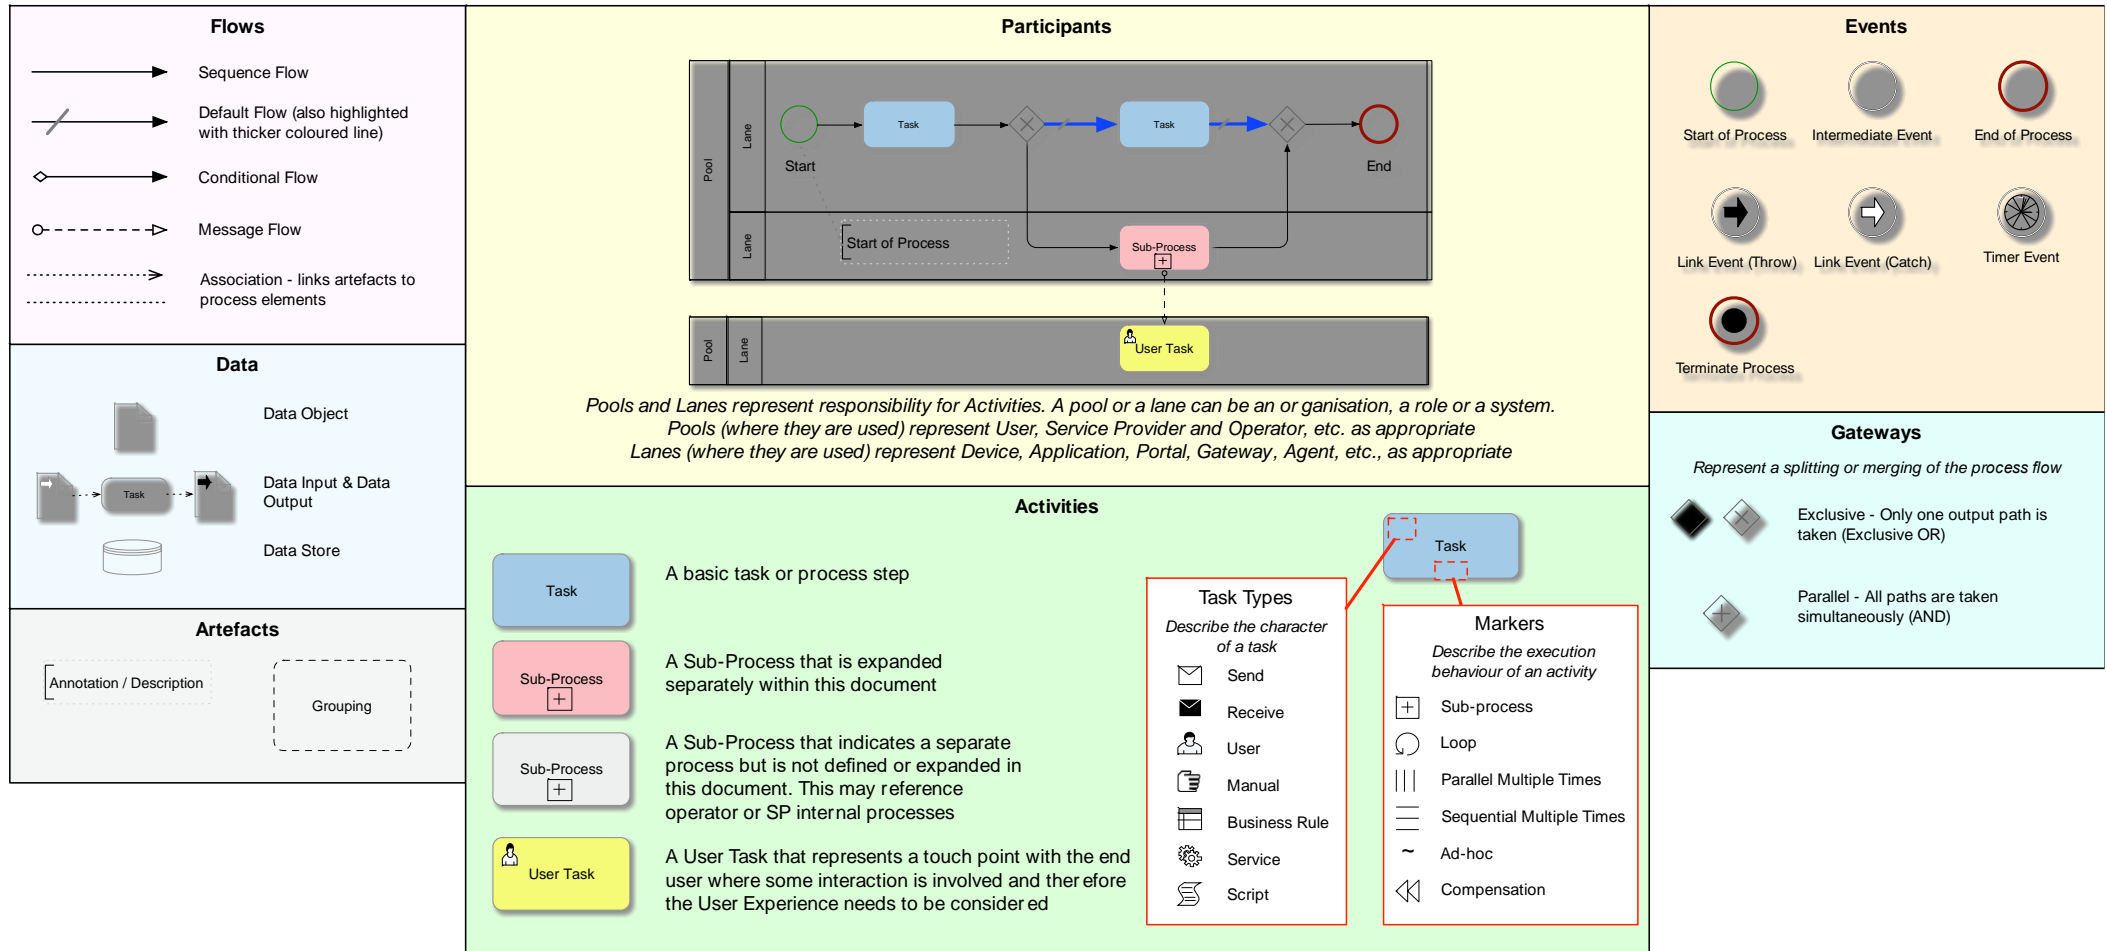 Flows
Sequence Flow
Default Flow (also highlighted
with thicker coloured line)
Conditional Flow
Message Flow
Association - links artefacts to
process elements
Data
Data Object
Task
Data Input & Data
Output
Data Store
Artefacts
Annotation / Description
Grouping
Participants
Pool
Lane
Start
Task
Task
End
Lane
Start of Process
Sub-Process
Pool
Lane
User Task
Pools and Lanes represent responsibility for Activities. A pool or a lane can be an or ganisation, a role or a system.
Pools (where they are used) represent User, Service Provider and Operator, etc. as appropriate
Lanes (where they are used) represent Device, Application, Portal, Gateway, Agent, etc., as appropriate
Activities
Task
A basic task or process step
Sub-Process
A Sub-Process that is expanded
separately within this document
Sub-Process
A Sub-Process that indicates a separate
process but is not defined or expanded in
this document. This may reference
operator or SP internal processes
User Task
A User Task that represents a touch point with the end
user where some interaction is involved and ther efore
the User Experience needs to be consider ed
Task
Task Types
Describe the character
of a task
Send
Receive
User
Manual
Business Rule
Service
Script
Markers
Describe the execution
behaviour of an activity
Sub-process
Loop
Parallel Multiple Times
Sequential Multiple Times
Ad-hoc
Compensation
Events
Start of Process
Intermediate Event
End of Process
Link Event (Throw)
Link Event (Catch)
Timer Event
Terminate Process
Gateways
Represent a splitting or merging of the process flow
Exclusive - Only one output path is
taken (Exclusive OR)
Parallel - All paths are taken
simultaneously (AND)